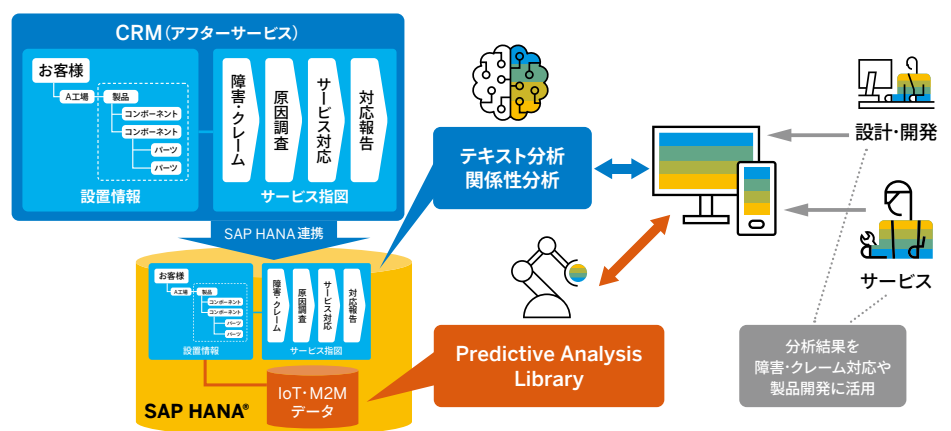 CRM(アフターサービス)
お客様
A工場
製品
コンポーネント
コンポーネント
パーツ
パーツ
設置情報
障害・クレーム
原因調査
サービス対応
対応報告
サービス指図
SAP HANA 連携
お客様
A工場
製品
コンポーネント
コンポーネント
パーツ
パーツ
設置情報
障害・クレーム
原因調査
サービス対応
対応報告
サービス指図
IoT・M2M
データ
SAP HANA®
テキスト分析
関係性分析
Predictive Analysis
Library
設計・開発
サービス
分析結果を
障害・クレーム対応や
製品開発に活用